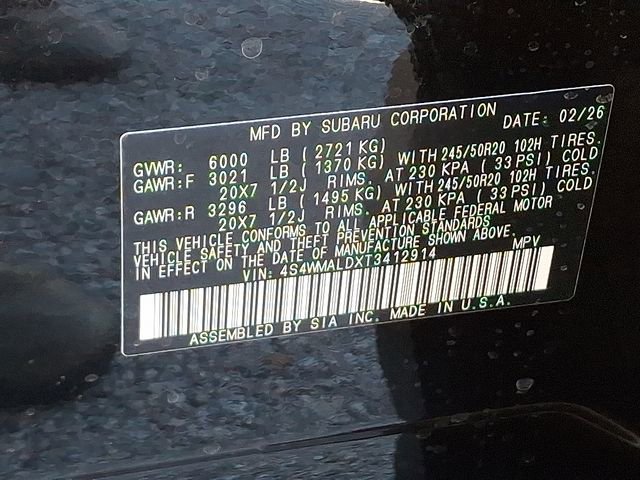 MFD BY SUBARU CORPORATION DATE: 02/26
GVWR: 6000 LB ( 2721 KG)
GAWR:F 3021 LB ( 1370 KG) WITH 245/50R20 102H TIRES.
20X7 1/2J RIMS. AT 230 KPA ( 33 PSI) COLD
GAWR:R 3296 LB ( 1495 KG) WITH 245/50R20 102H TIRES.
20X7 1/2J RIMS. AT 230 KPA ( 33 PSI) COLD
THIS VEHICLE CONFORMS TO ALL APPLICABLE FEDERAL MOTOR
VEHICLE SAFETY AND THEFT PREVENTION STANDARDS
IN EFFECT ON THE DATE OF MANUFACTURE SHOWN ABOVE.
VIN: 4S4WMALDXT3412914 MPV
ASSEMBLED BY SIA INC. MADE IN U.S.A.